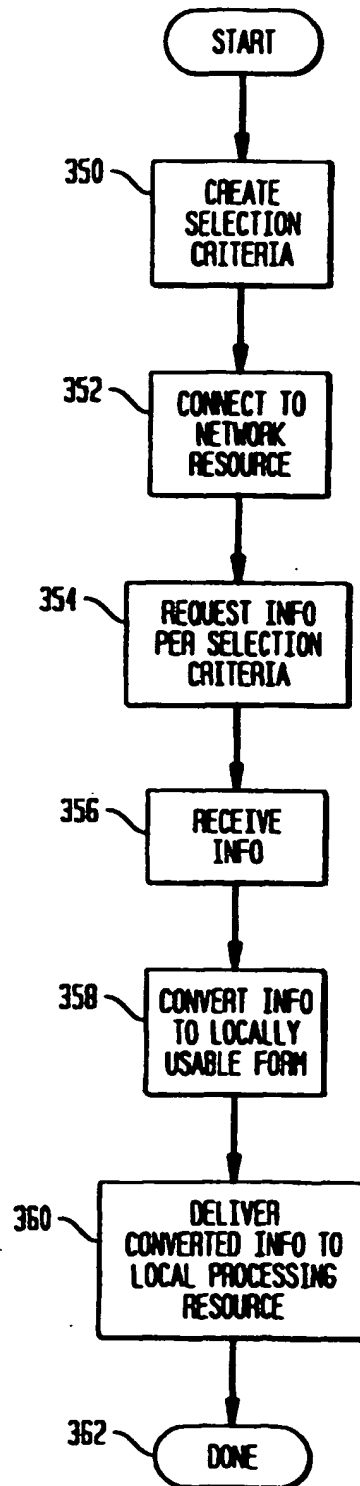 START
350
CREATE
SELECTION
CRITERIA
352
CONNECT TO
NETWORK
RESOURCE
354
REQUEST INFO
PER SELECTION
CRITERIA
356
RECEIVE
INFO
358
CONVERT INFO
TO LOCALLY
USABLE FORM
360
DELIVER
CONVERTED INFO TO
LOCAL PROCESSING
RESOURCE
362
DONE